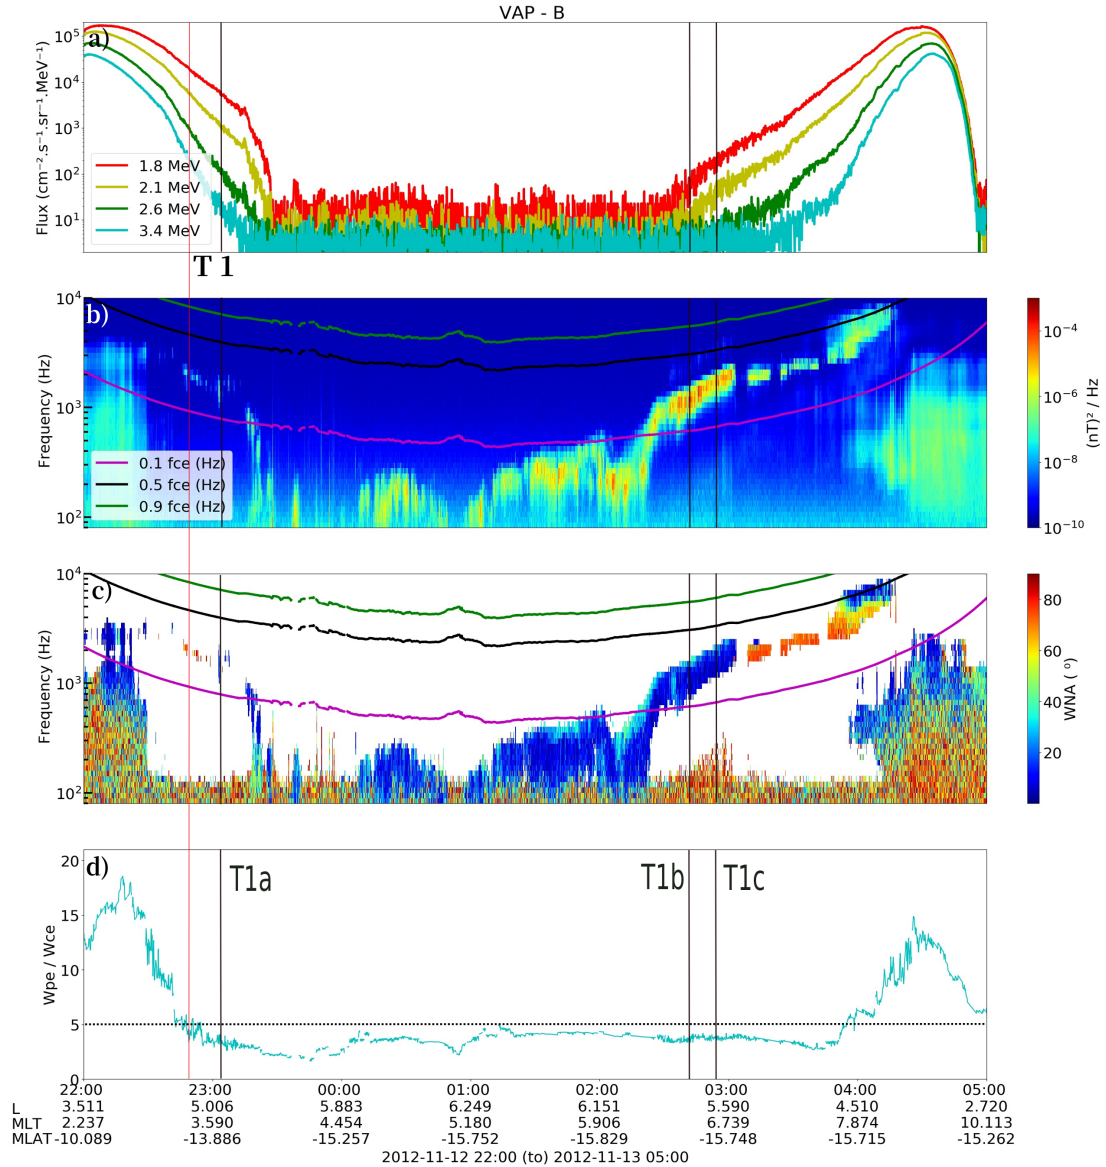 VAP - B
a)
10⁵
10⁴
10³
10²
10¹
Flux (cm⁻².s⁻¹.sr⁻¹.MeV⁻¹)
1.8 MeV
2.1 MeV
2.6 MeV
3.4 MeV
T 1
b)
10⁴
10³
10²
Frequency (Hz)
0.1 fce (Hz)
0.5 fce (Hz)
0.9 fce (Hz)
10⁻⁴
10⁻⁶
10⁻⁸
10⁻¹⁰
(nT)² / Hz
c)
10⁴
10³
10²
Frequency (Hz)
80
60
40
20
WNA ( ⁰)
d)
20
15
10
5
0
Wpe / Wce
T1a
T1b
T1c
22:00 23:00 00:00 01:00 02:00 03:00 04:00 05:00
L 3.511 5.006 5.883 6.249 6.151 5.590 4.510 2.720
MLT 2.237 3.590 4.454 5.180 5.906 6.739 7.874 10.113
MLAT -10.089 -13.886 -15.257 -15.752 -15.829 -15.748 -15.715 -15.262
2012-11-12 22:00 (to) 2012-11-13 05:00